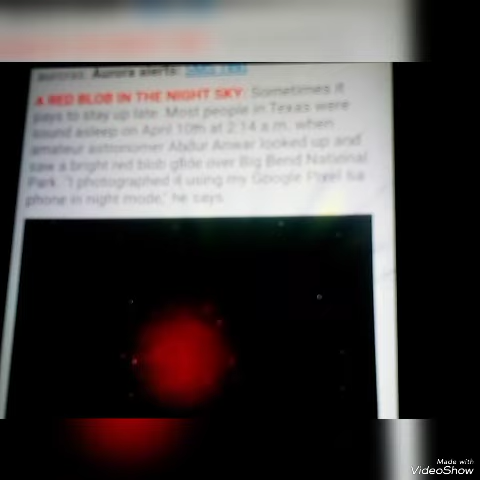 Aurora alerts: SMS Text
A RED BLOB IN THE NIGHT SKY: Sometimes it
pays to stay up late. Most people in Texas were
sound asleep on April 10th at 2:14 a.m. when
amateur astronomer Abdur Anwar looked up and
saw a bright red blob glide over Big Bend National
Park. "I photographed it using my Google Pixel 6a
phone in night mode," he says.
Made with
VideoShow